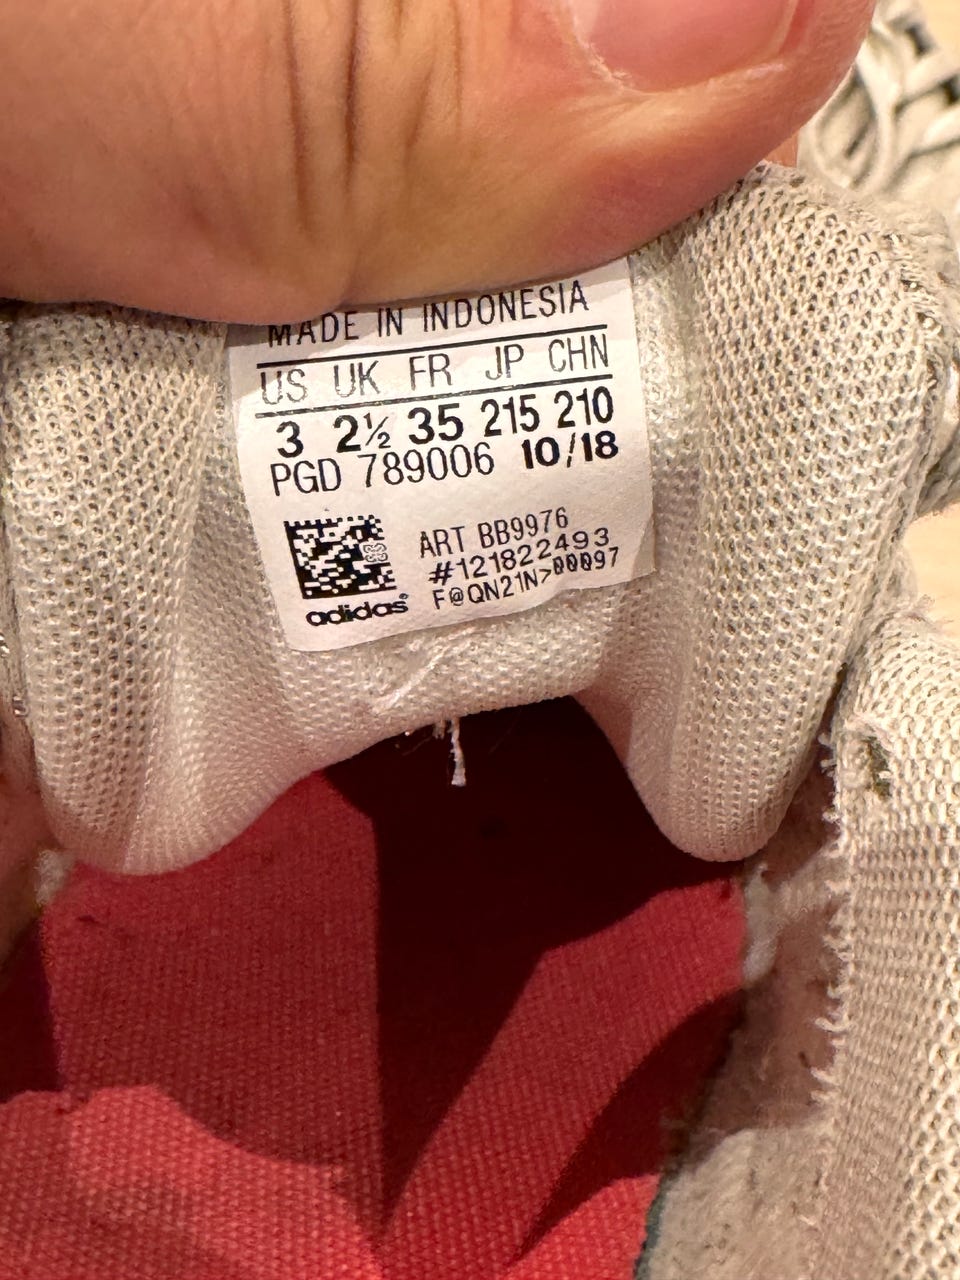 MADE IN INDONESIA
US UK FR JP CHN
3 2½ 35 215 210
PGD 789006 10/18
ART BB9976
#121822493
F@QN21N>00097
adidas®